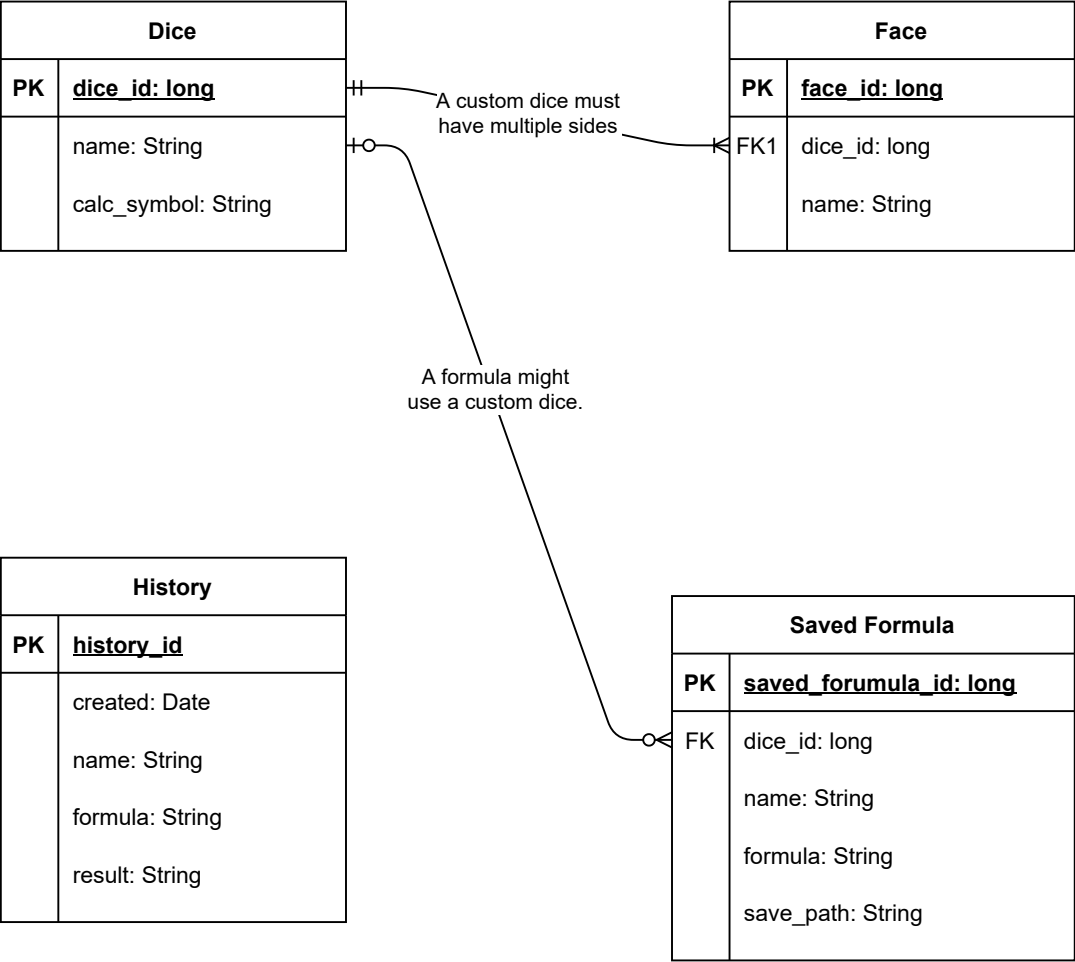 Dice
PK dice_id: long
name: String
calc_symbol: String
A custom dice must
have multiple sides
Face
PK face_id: long
FK1 dice_id: long
name: String
A formula might
use a custom dice.
History
PK history_id
created: Date
name: String
formula: String
result: String
Saved Formula
PK saved_forumula_id: long
FK dice_id: long
name: String
formula: String
save_path: String